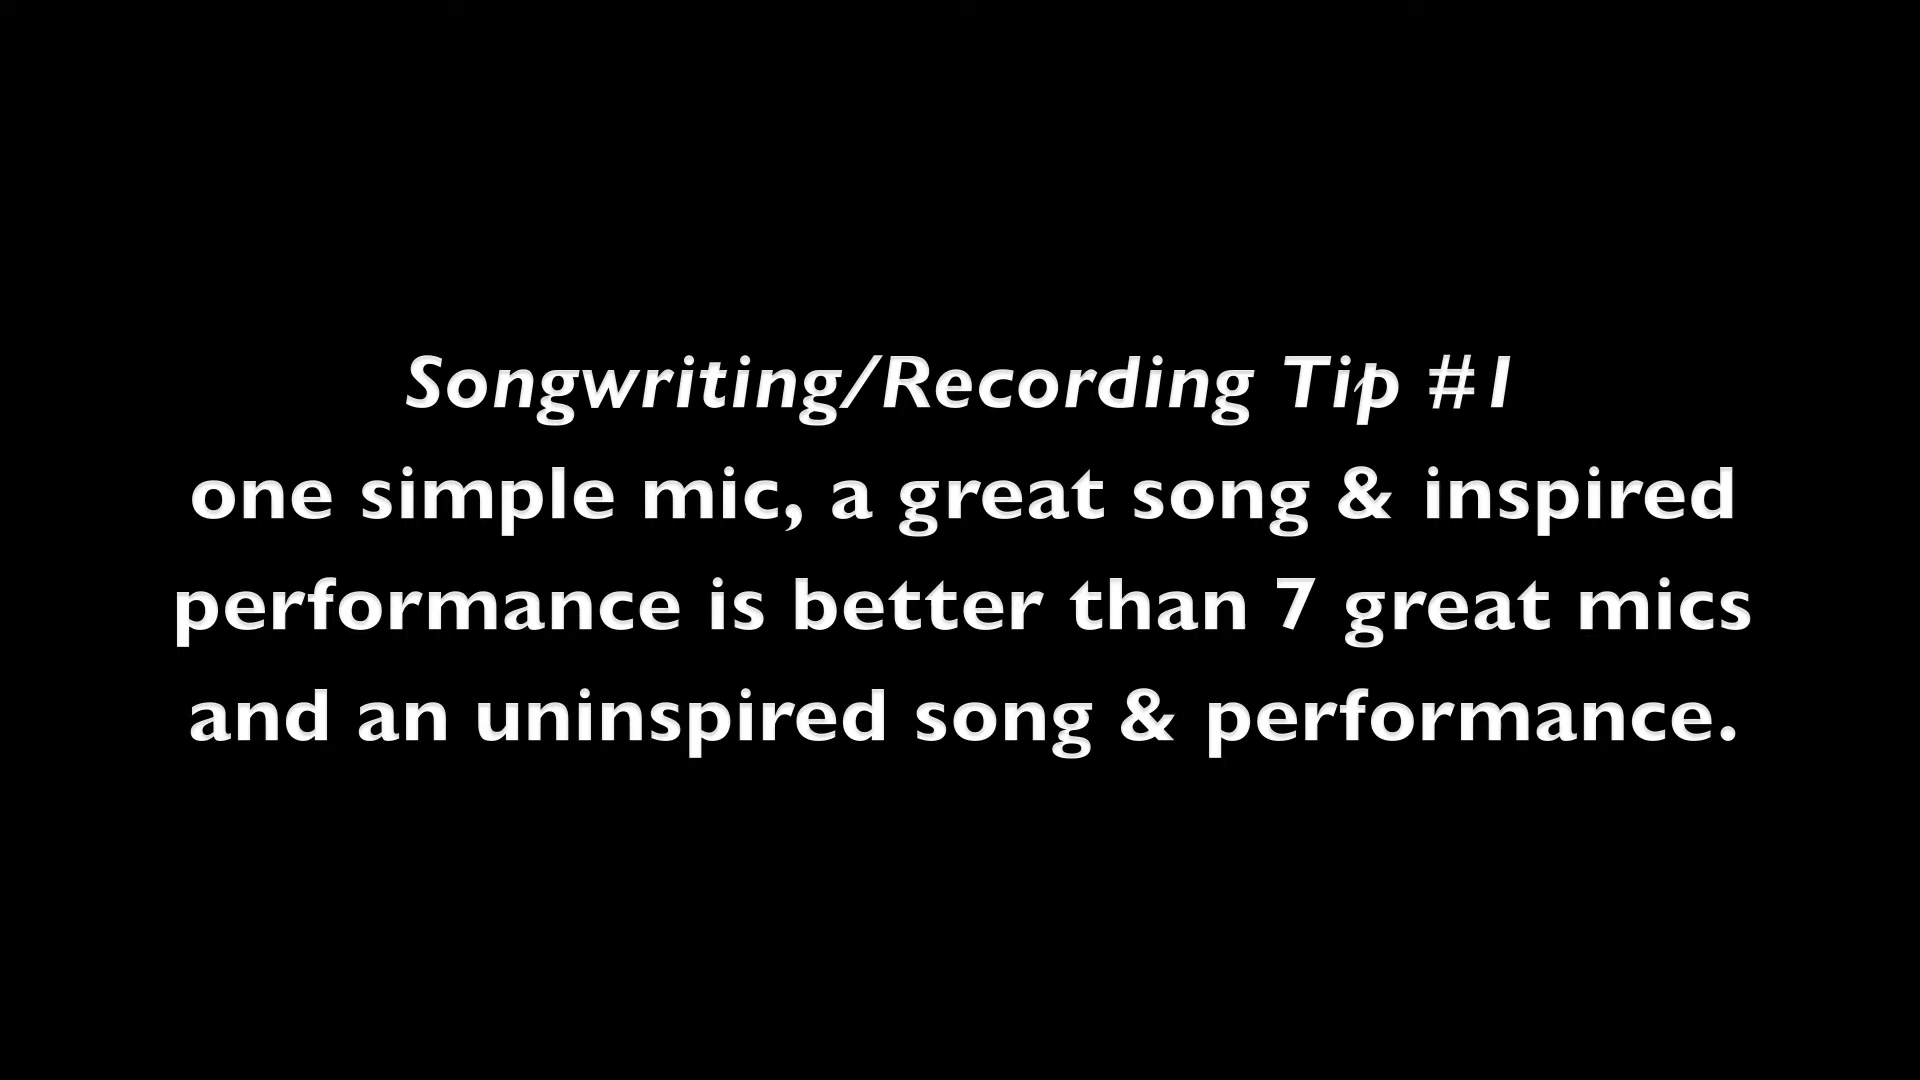 Songwriting/Recording Tip #1
one simple mic, a great song & inspired
performance is better than 7 great mics
and an uninspired song & performance.